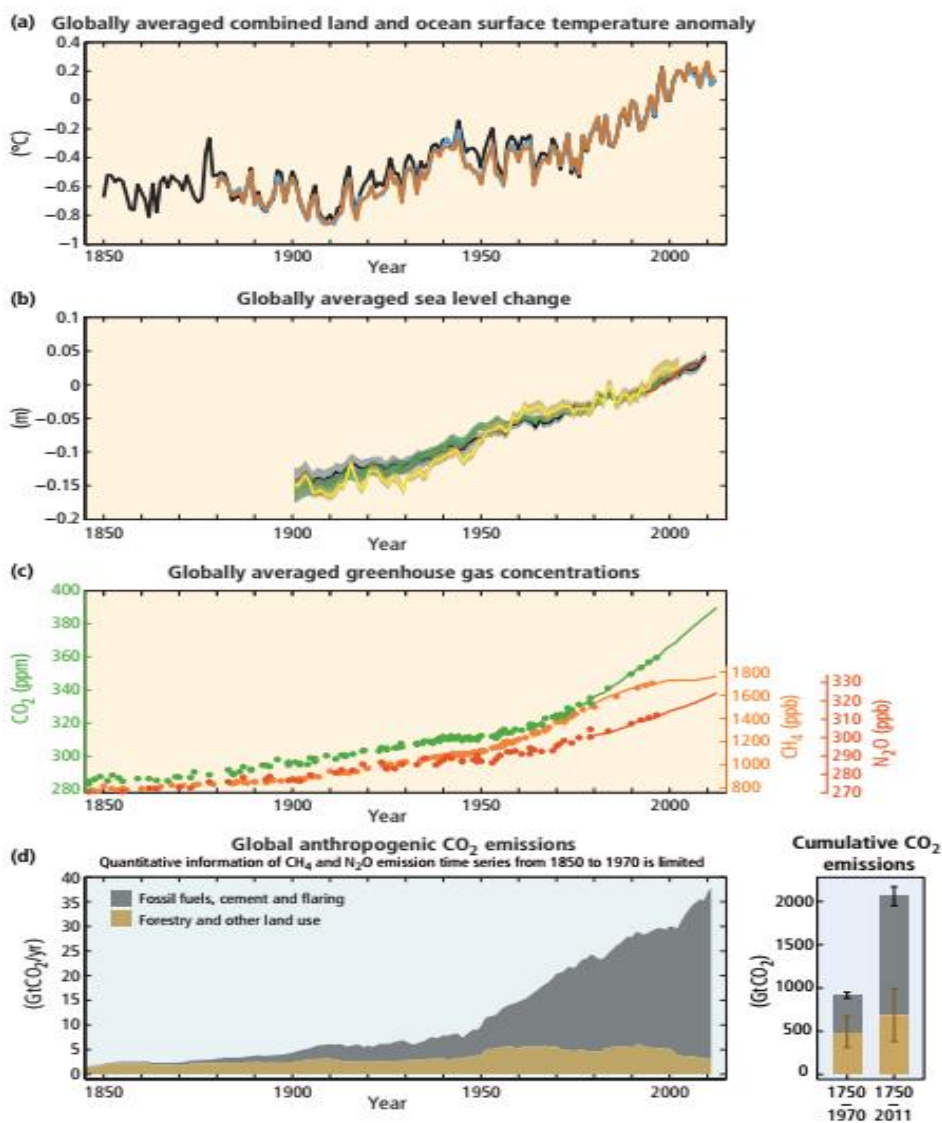 (a) Globally averaged combined land and ocean surface temperature anomaly
0.4
0.2
0
−0.2
−0.4
−0.6
−0.8
−1
(°C)
1850 1900 1950 2000
Year
(b) Globally averaged sea level change
0.1
0.05
0
−0.05
−0.1
−0.15
−0.2
(m)
1850 1900 1950 2000
Year
(c) Globally averaged greenhouse gas concentrations
400
380
360
340
320
300
280
CO₂ (ppm)
1800
1600
1400
1200
1000
800
CH₄ (ppb)
330
320
310
300
290
280
270
N₂O (ppb)
1850 1900 1950 2000
Year
(d) Global anthropogenic CO₂ emissions
Quantitative information of CH₄ and N₂O emission time series from 1850 to 1970 is limited
40
35
30
25
20
15
10
5
0
(GtCO₂/yr)
Fossil fuels, cement and flaring
Forestry and other land use
1850 1900 1950 2000
Year
Cumulative CO₂
emissions
2000
1500
1000
500
0
(GtCO₂)
1750 1750
– –
1970 2011